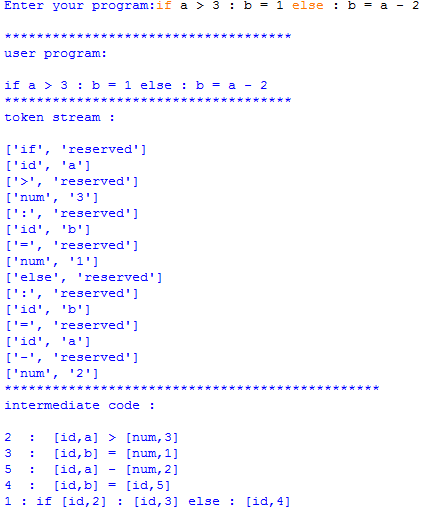 Enter your program:if a > 3 : b = 1 else : b = a - 2
************************************
user program:
if a > 3 : b = 1 else : b = a - 2
************************************
token stream :
['if', 'reserved']
['id', 'a']
['>', 'reserved']
['num', '3']
[':', 'reserved']
['id', 'b']
['=', 'reserved']
['num', '1']
['else', 'reserved']
[':', 'reserved']
['id', 'b']
['=', 'reserved']
['id', 'a']
['-', 'reserved']
['num', '2']
***********************************************
intermediate code :
2  :  [id,a] > [num,3]
3  :  [id,b] = [num,1]
5  :  [id,a] - [num,2]
4  :  [id,b] = [id,5]
1 : if [id,2] : [id,3] else : [id,4]